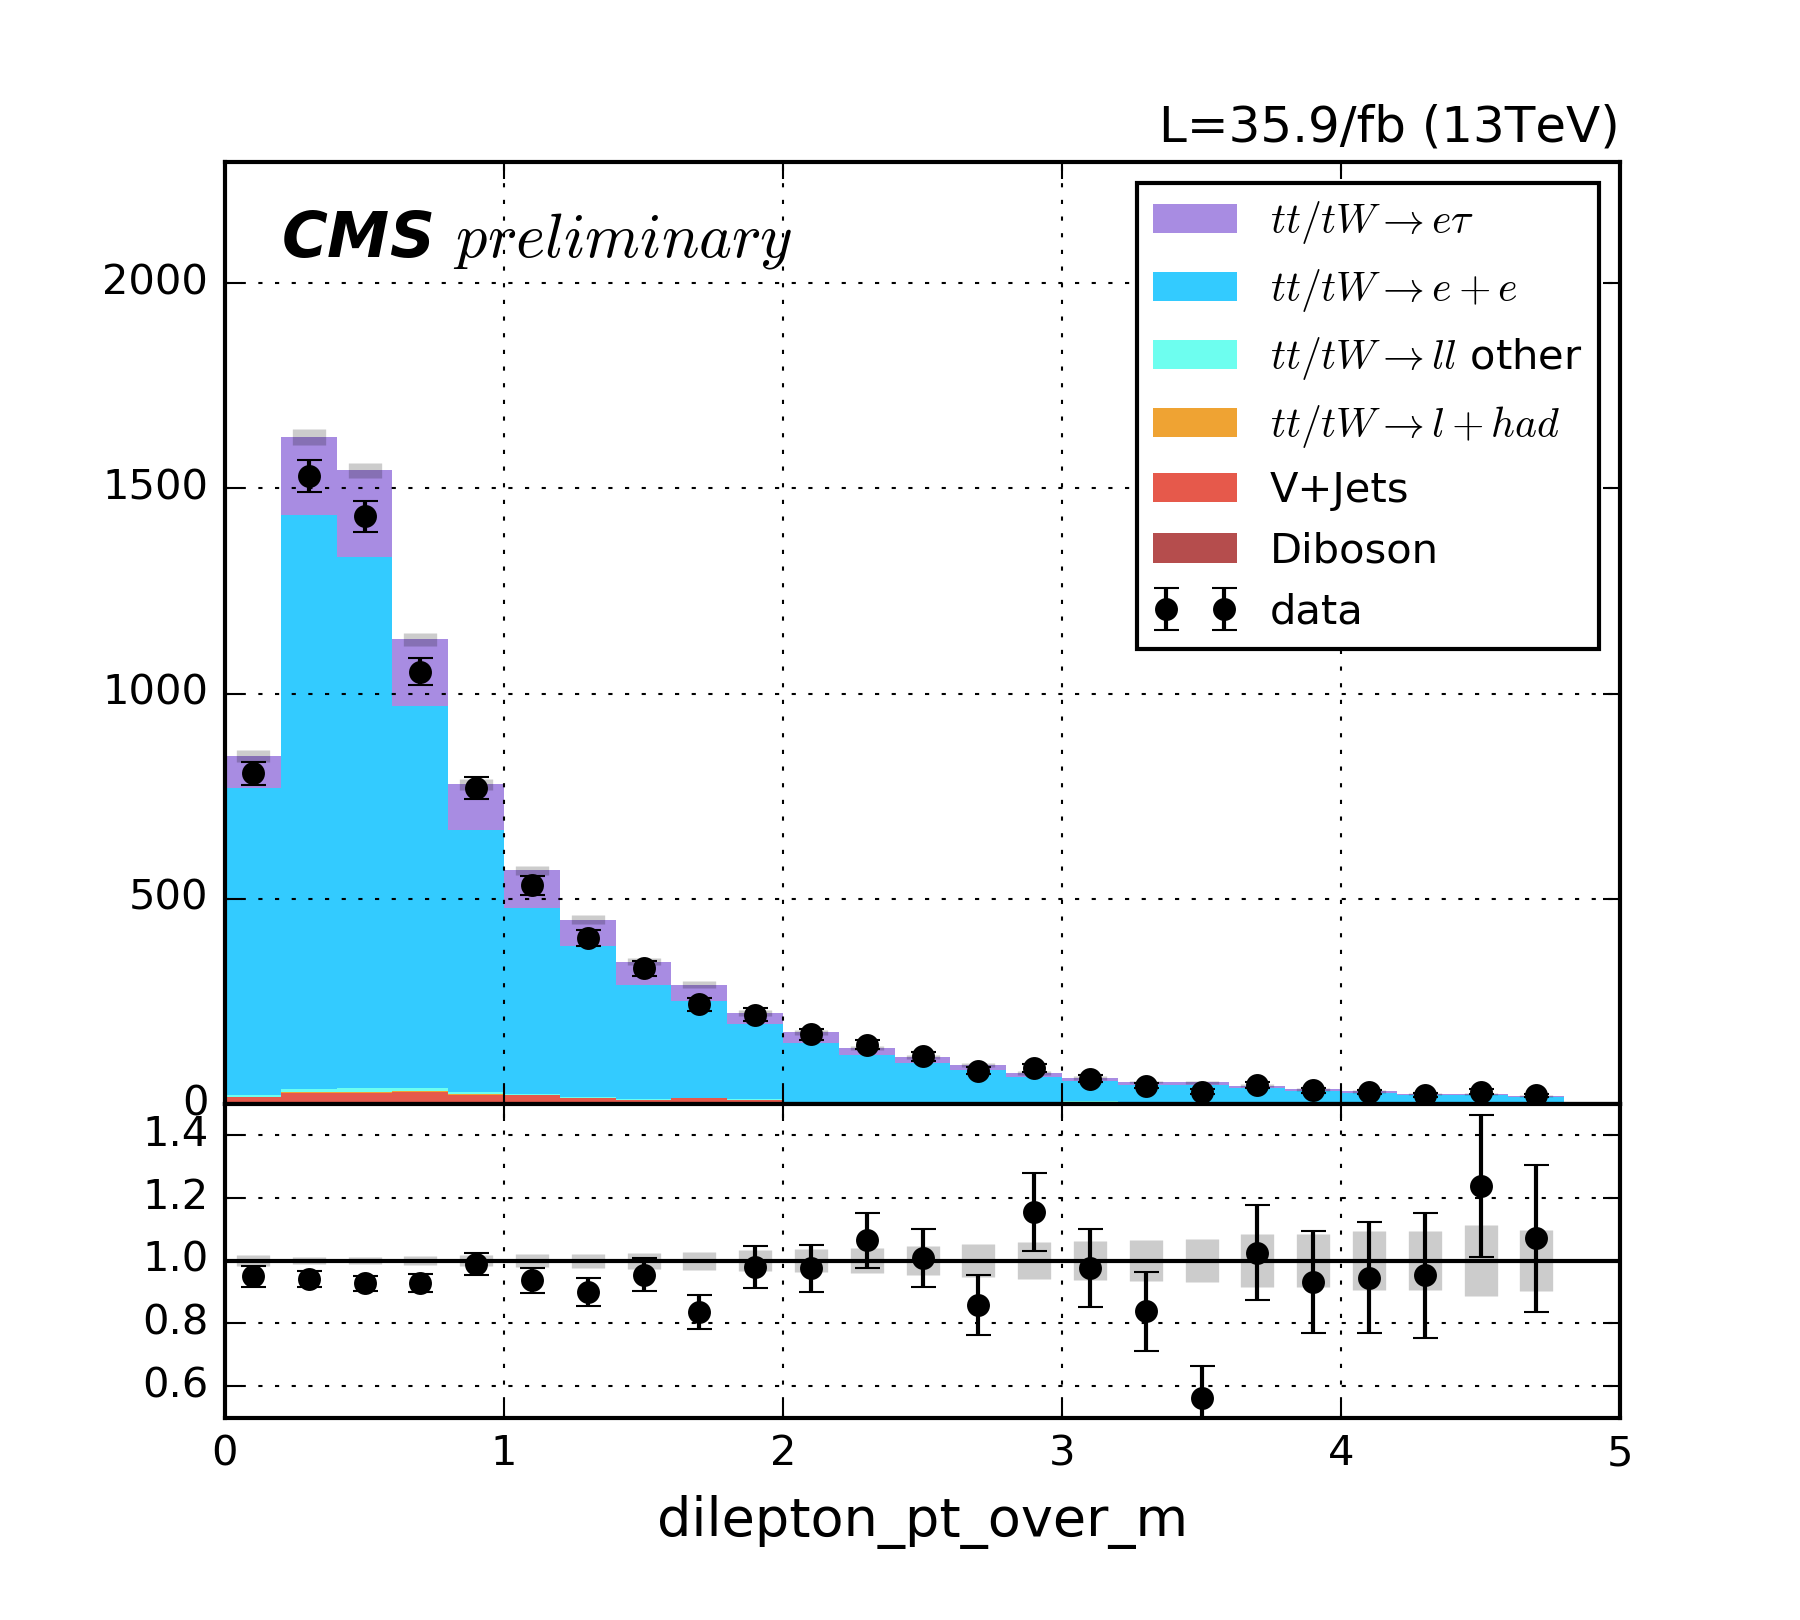 L=35.9/fb (13TeV)
CMS preliminary
tt/tW→eτ
tt/tW→e+e
tt/tW→ll other
tt/tW→l+had
V+Jets
Diboson
data
2000
1500
1000
500
0
1.4
1.2
1.0
0.8
0.6
0 1 2 3 4 5
dilepton_pt_over_m